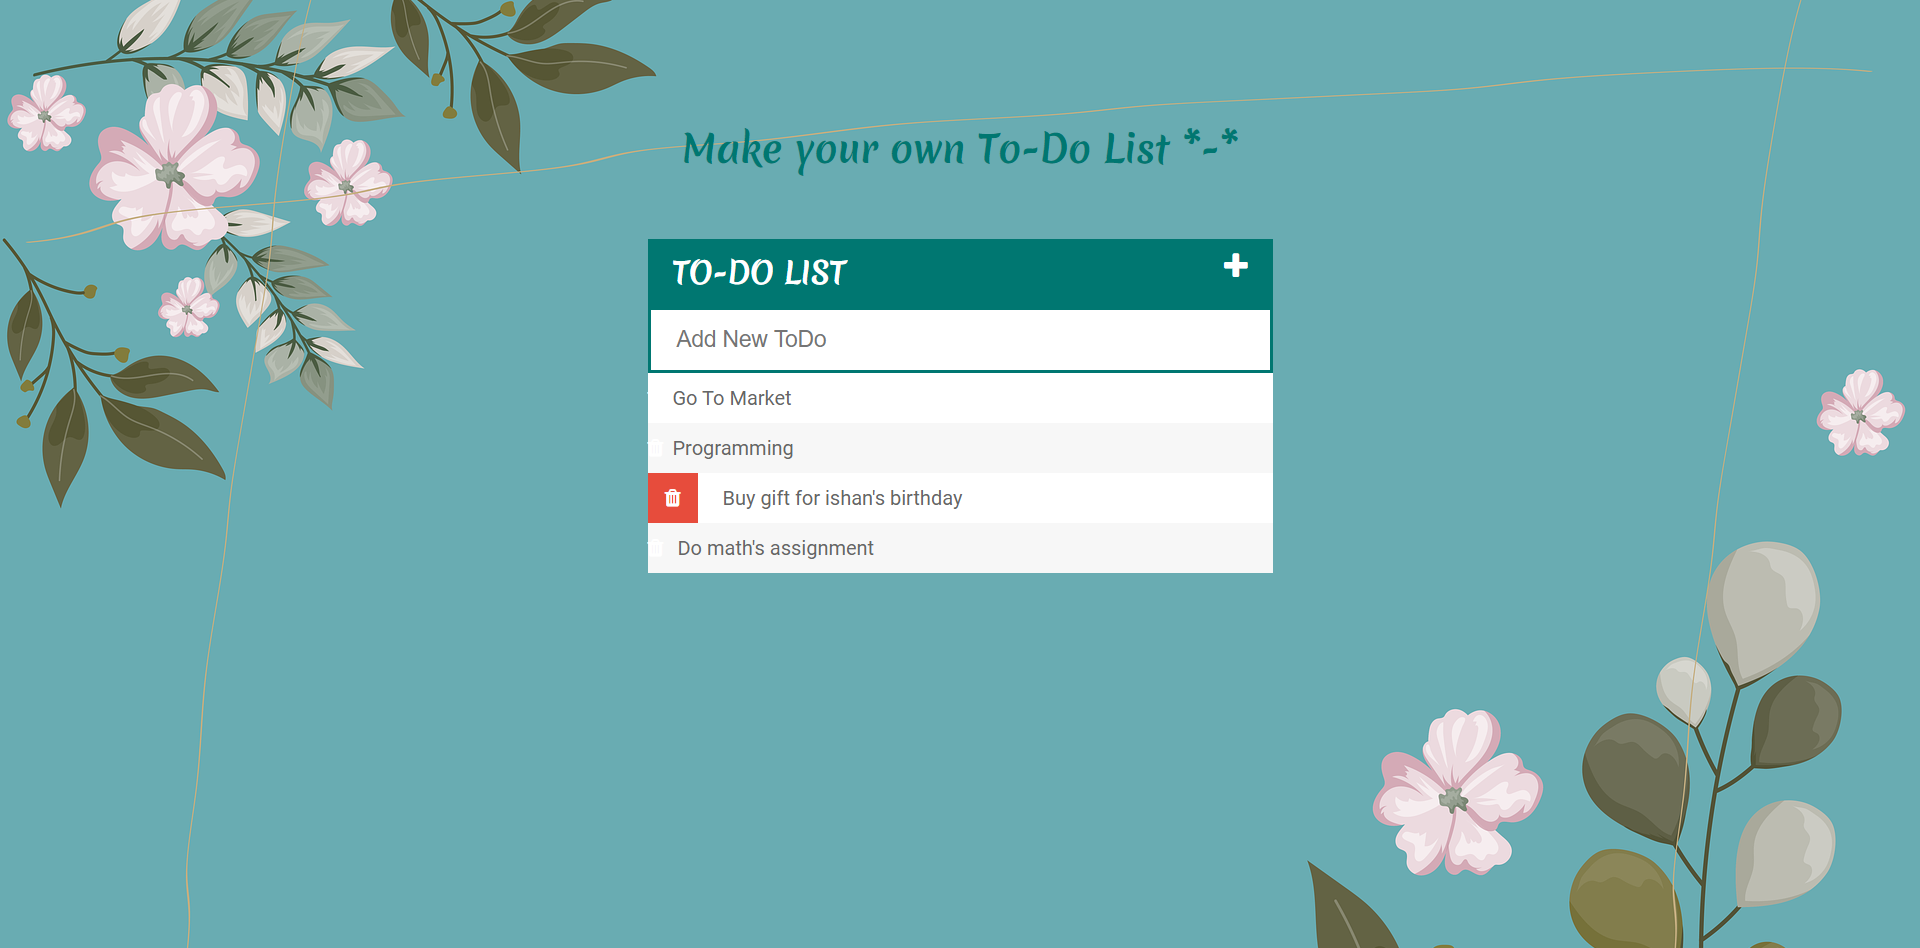 Make your own To-Do List *-*
TO-DO LIST
Add New ToDo
Go To Market
Programming
Buy gift for ishan's birthday
Do math's assignment